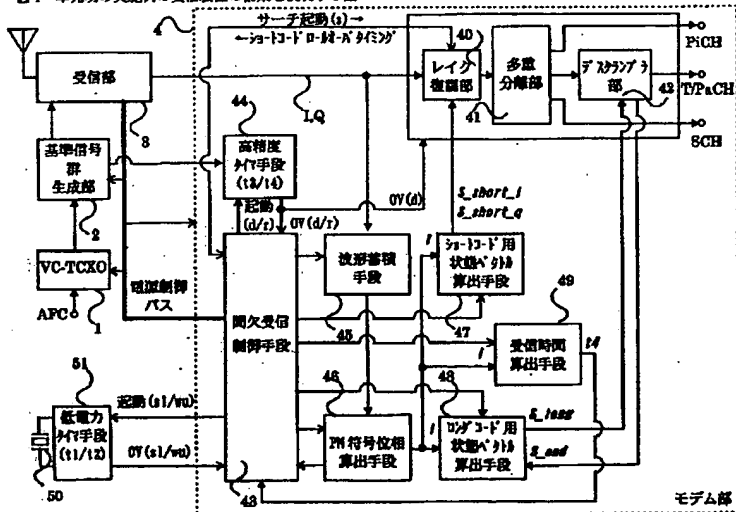 4
サーチ起動(s) →
←ショートコードロールオーバタイミング
40
受信部
8
レイク
復調部
多重
分離部
41
デスクランブラ
部
42
PiCH
T/PaCH
SCH
I,Q
44
高精度
タイマ手段
(t3/t4)
基準信号
群
生成部
2
起動
(d/r)
OV(d/r)
OV(d)
S_short_i
S_short_q
VC-TCXO
1
AFC
電源制御
バス
間欠受信
制御手段
43
波形蓄積
手段
45
i
ショートコード用
状態ベクトル
算出手段
47
49
受信時間
算出手段
t4
i
51
低電力
タイマ手段
(t1/t2)
50
起動(sl/wu)
OV(sl/wu)
46
PN符号位相
算出手段
i
48
ロングコード用
状態ベクトル
算出手段
S_long
S_end
モデム部